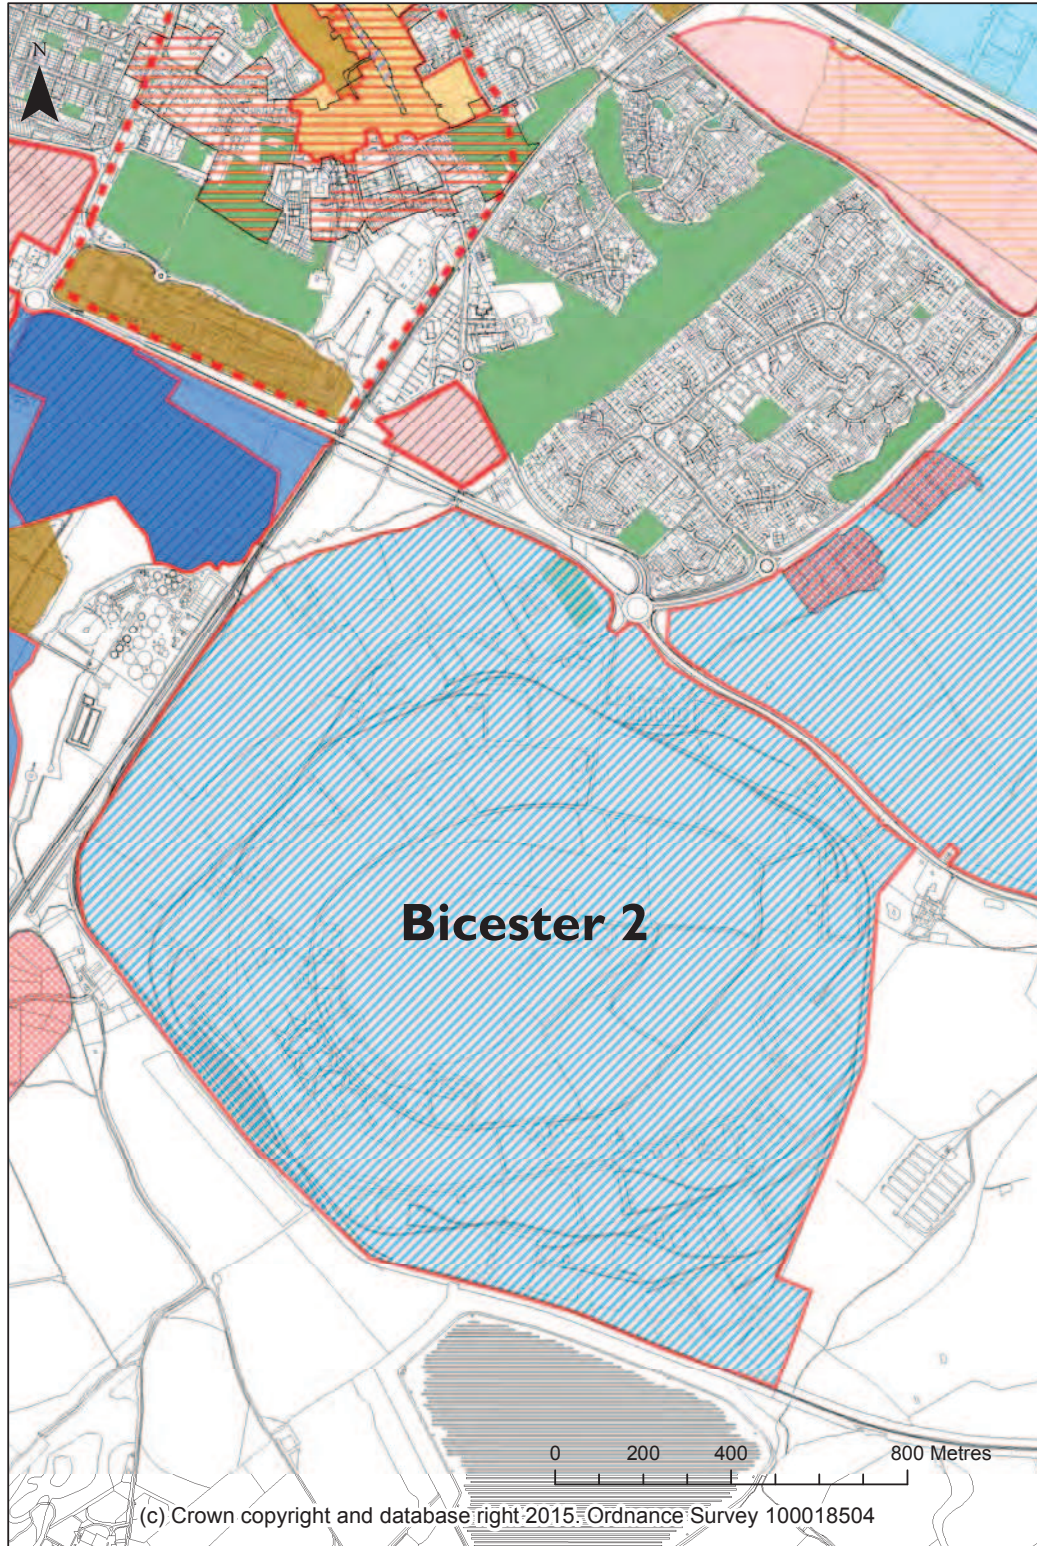 N
Bicester 2
0 200 400 800 Metres
(c) Crown copyright and database right 2015. Ordnance Survey 100018504